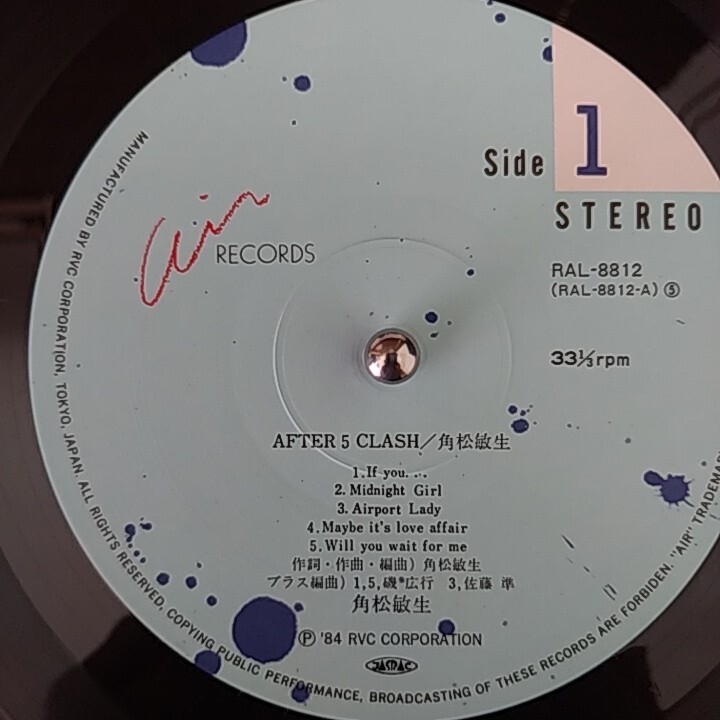 Side 1
STEREO
Air RECORDS
RAL-8812
(RAL-8812-A) ⑤
33⅓rpm
AFTER 5 CLASH／角松敏生
1.If you...
2.Midnight Girl
3.Airport Lady
4.Maybe it's love affair
5.Will you wait for me
作詞・作曲・編曲）角松敏生
ブラス編曲）1,5,磯 広行 3,佐藤 準
角松敏生
Ⓟ '84 RVC CORPORATION
JASRAC
MANUFACTURED BY RVC CORPORATION, TOKYO, JAPAN. ALL RIGHTS RESERVED, COPYING PUBLIC PERFORMANCE, BROADCASTING OF THESE RECORDS ARE FORBIDDEN. "AIR" TRADEM